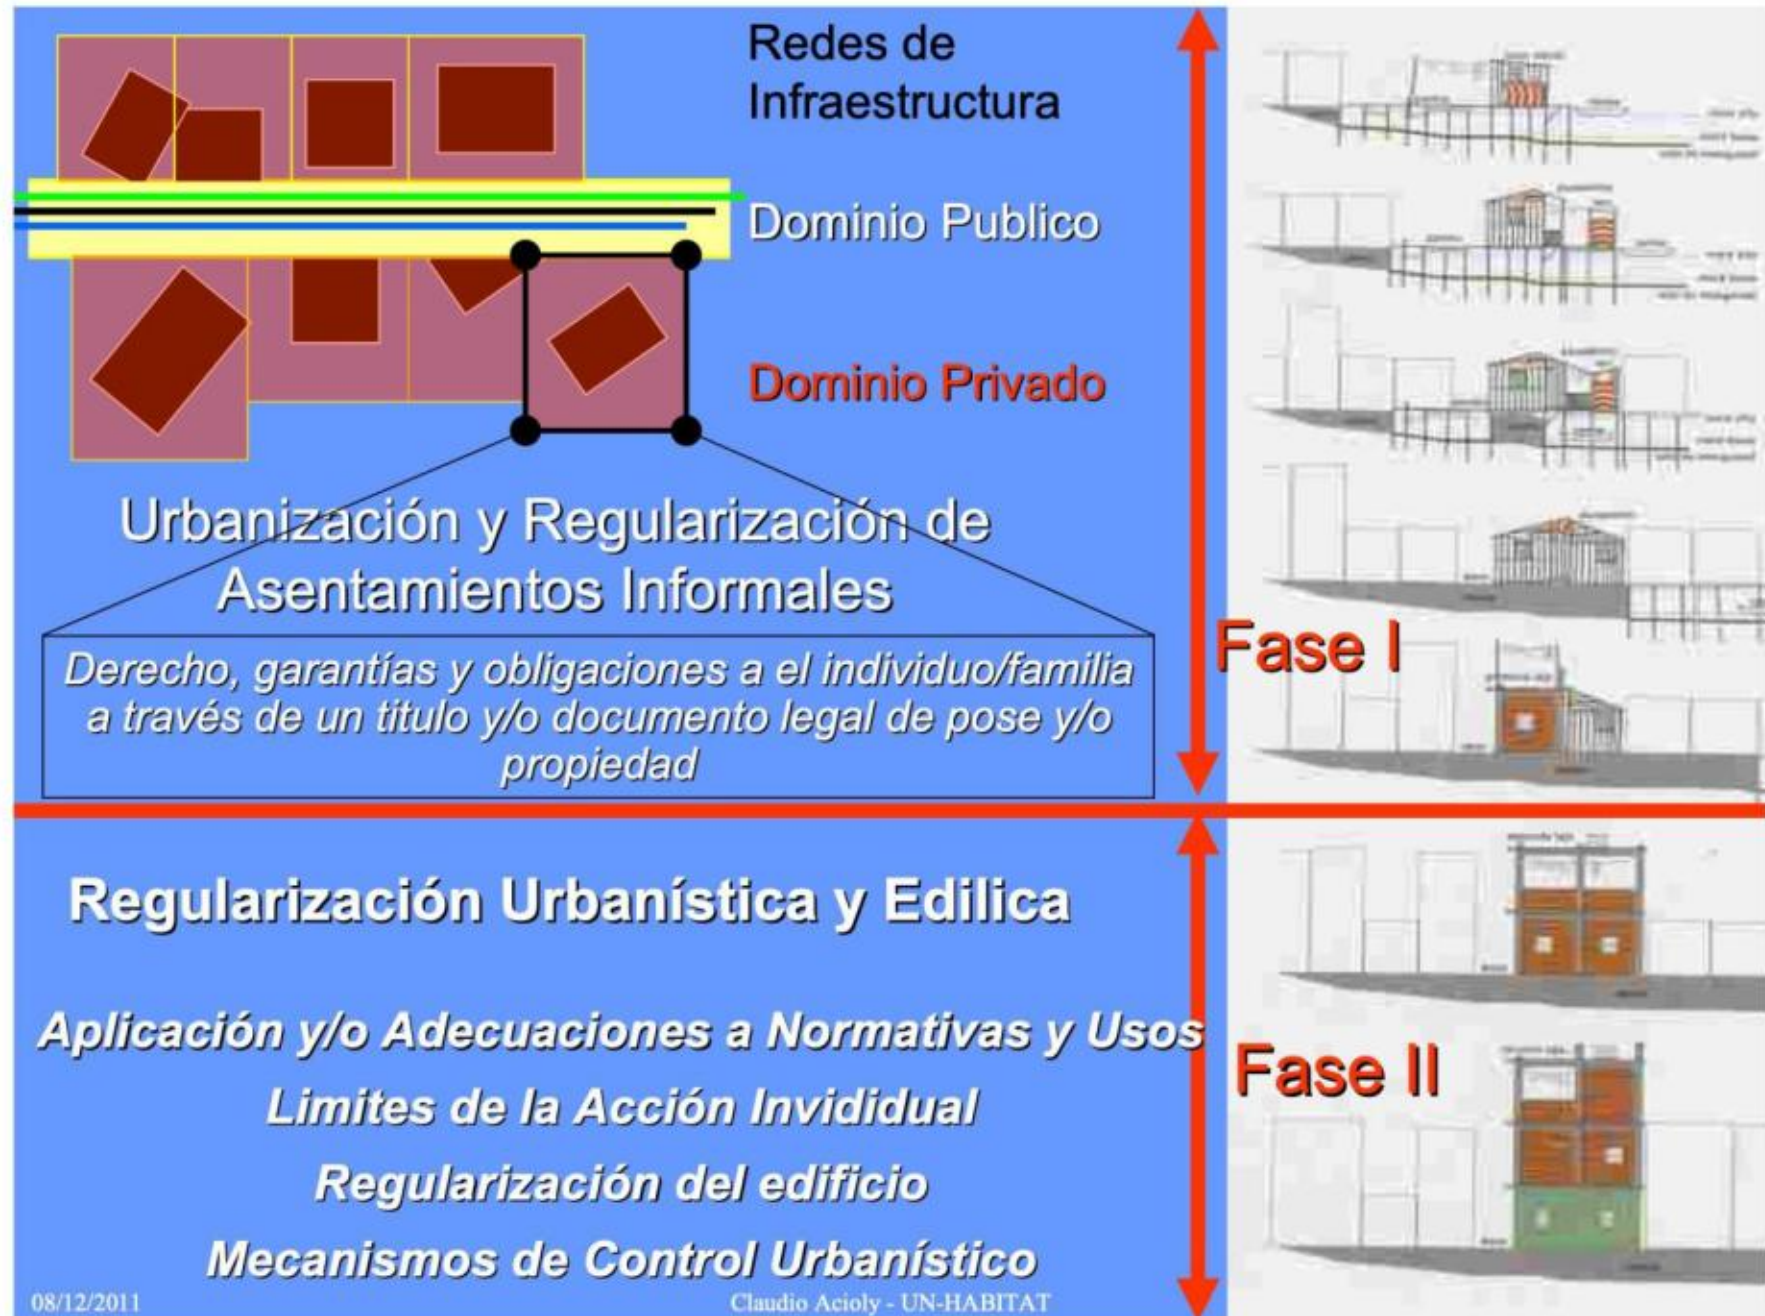 Redes de
Infraestructura
Dominio Publico
Dominio Privado
Urbanización y Regularización de
Asentamientos Informales
Derecho, garantías y obligaciones a el individuo/familia
a través de un titulo y/o documento legal de pose y/o
propiedad
Fase I
Regularización Urbanística y Edilica
Aplicación y/o Adecuaciones a Normativas y Usos
Limites de la Acción Invididual
Regularización del edificio
Mecanismos de Control Urbanístico
Fase II
08/12/2011
Claudio Acioly - UN-HABITAT